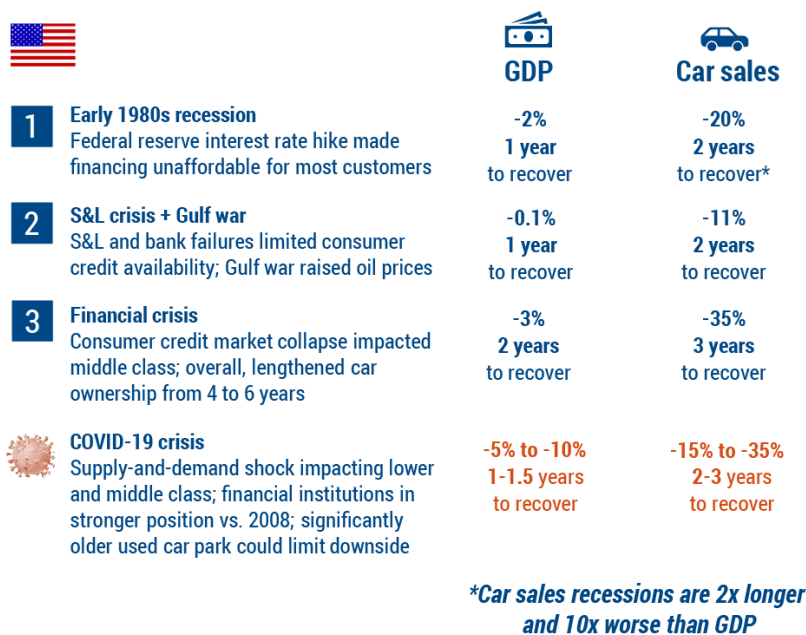 GDP
Car sales
1
Early 1980s recession
Federal reserve interest rate hike made
financing unaffordable for most customers
-2%
1 year
to recover
-20%
2 years
to recover*
2
S&L crisis + Gulf war
S&L and bank failures limited consumer
credit availability; Gulf war raised oil prices
-0.1%
1 year
to recover
-11%
2 years
to recover
3
Financial crisis
Consumer credit market collapse impacted
middle class; overall, lengthened car
ownership from 4 to 6 years
-3%
2 years
to recover
-35%
3 years
to recover
COVID-19 crisis
Supply-and-demand shock impacting lower
and middle class; financial institutions in
stronger position vs. 2008; significantly
older used car park could limit downside
-5% to -10%
1-1.5 years
to recover
-15% to -35%
2-3 years
to recover
*Car sales recessions are 2x longer
and 10x worse than GDP